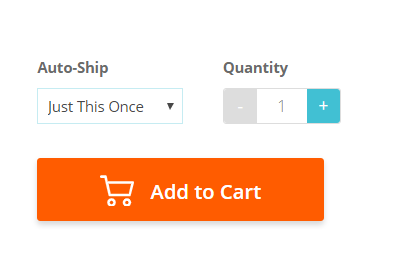 Auto-Ship Quantity
Just This Once - 1 +
Add to Cart